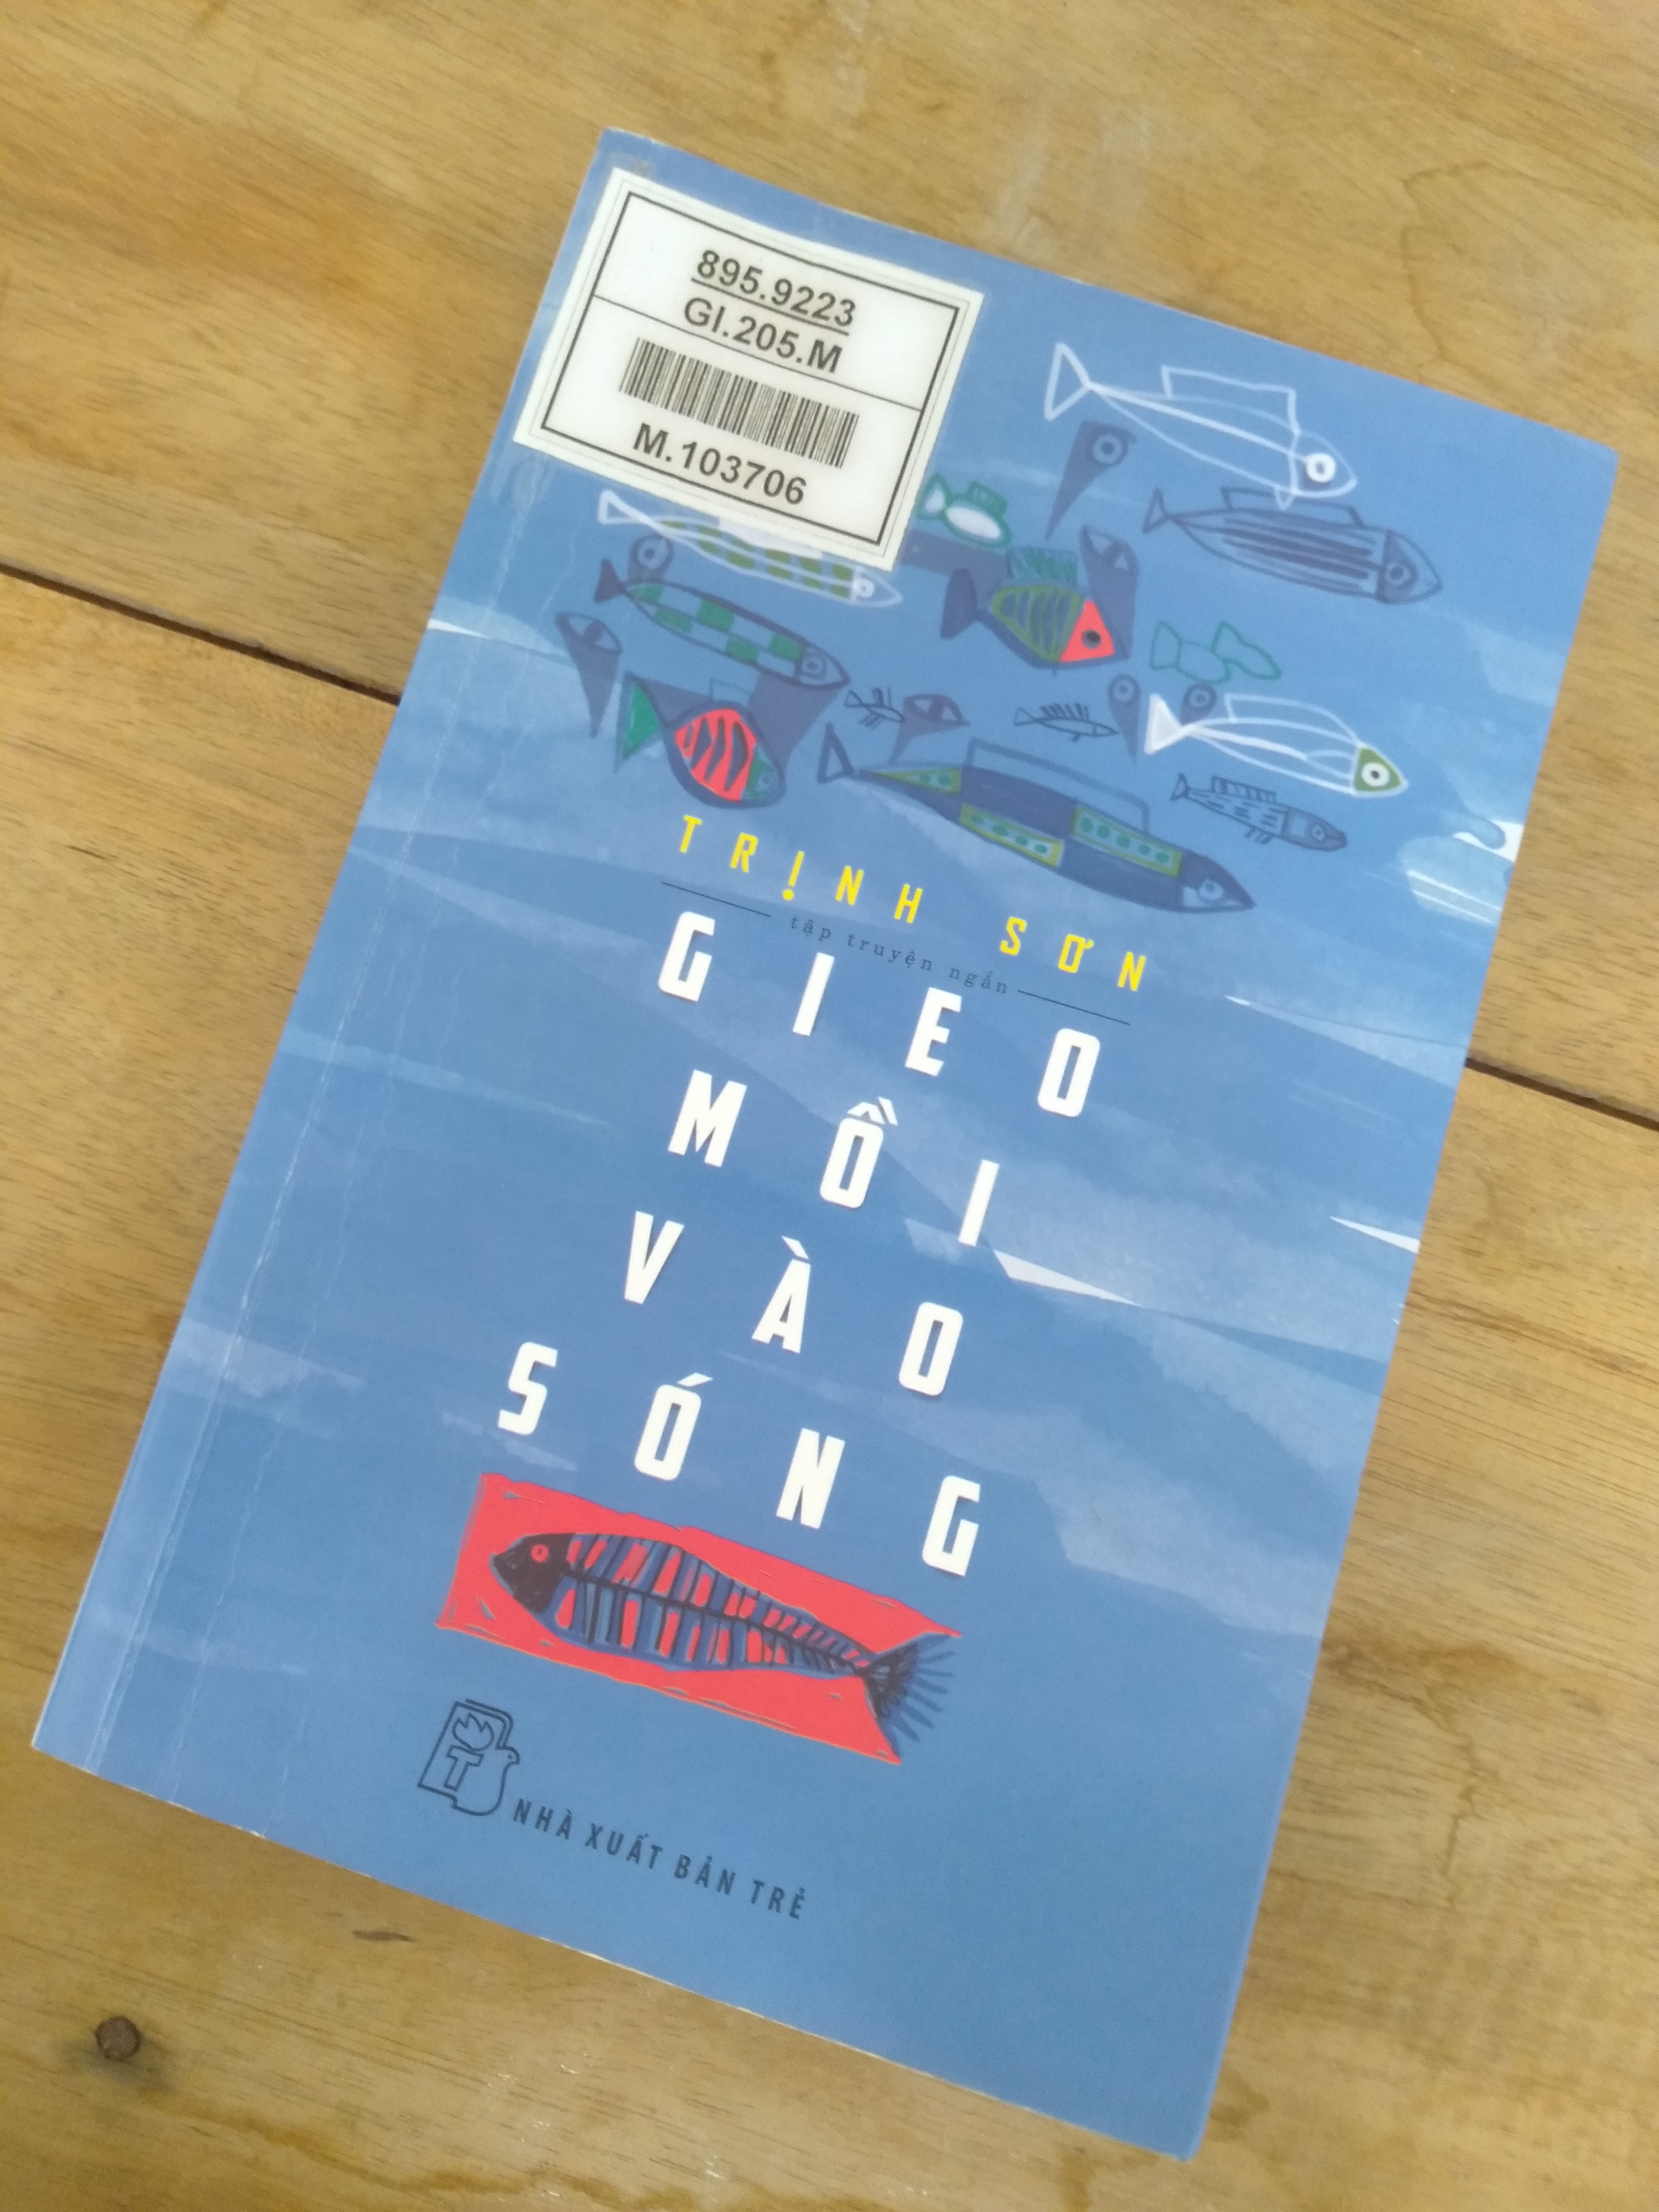 895.9223
GI.205.M
M.103706
TRỊNH SƠN
tập truyện ngắn
GIEO
MỒI
VÀO
SÓNG
T
NHÀ XUẤT BẢN TRẺ